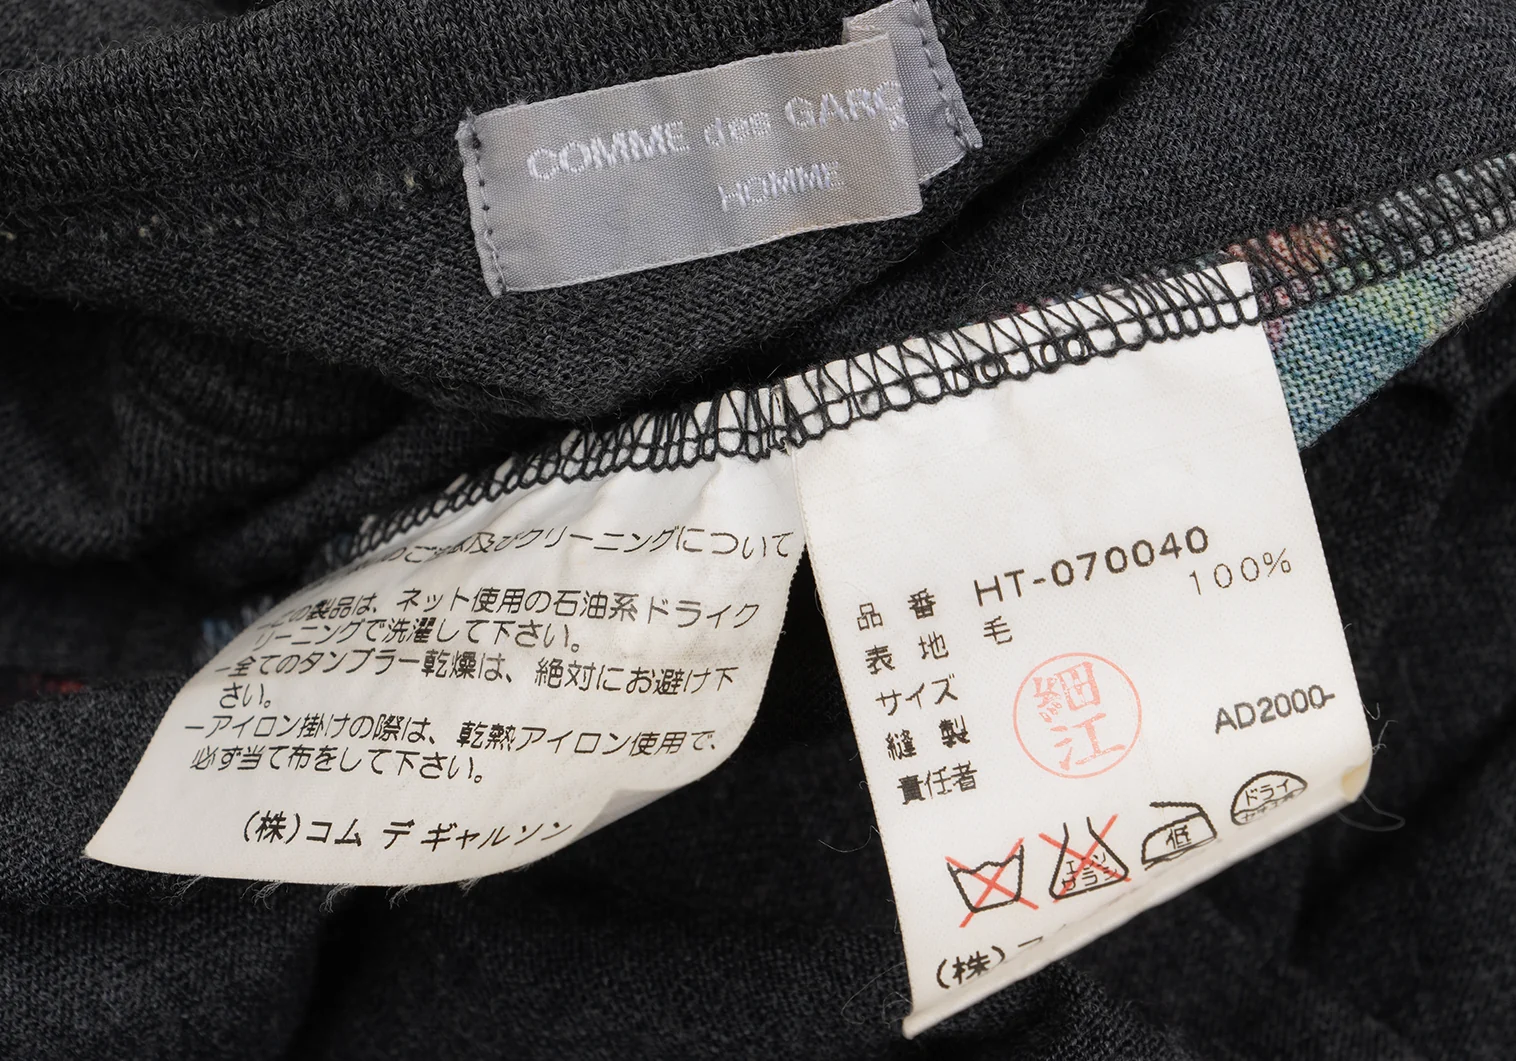 COMME des GARÇ
HOMME
のご注意及びクリーニングについて
この製品は、ネット使用の石油系ドライク
リーニングで洗濯して下さい。
ー全てのタンブラー乾燥は、絶対にお避け下
さい。
ーアイロン掛けの際は、乾熱アイロン使用で、
必ず当て布をして下さい。
(株)コム デ ギャルソン
品 番 HT-070040
表 地 毛 100%
サイズ
縫 製
責任者
細江
AD2000
エンソ
サラシ
低
ドライ
(株)